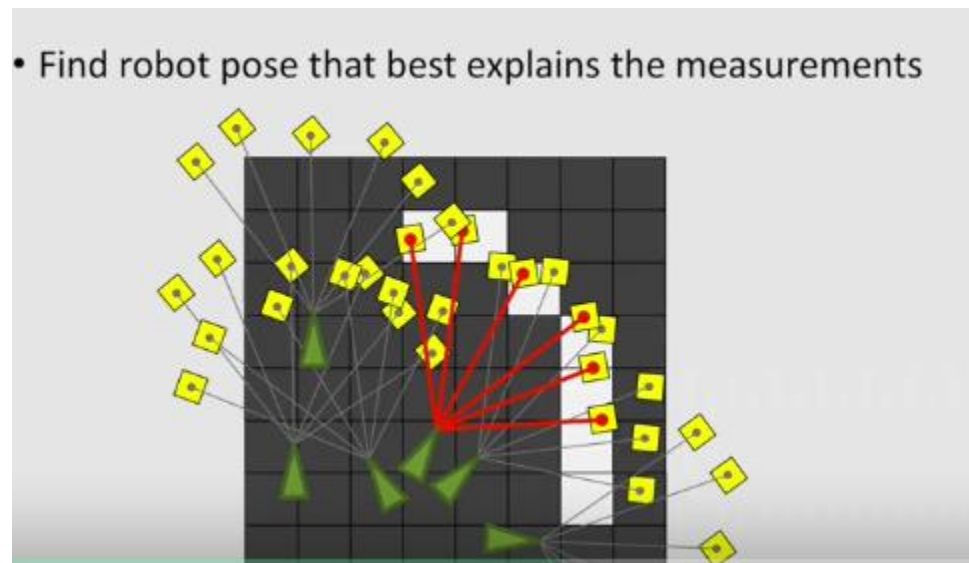 • Find robot pose that best explains the measurements